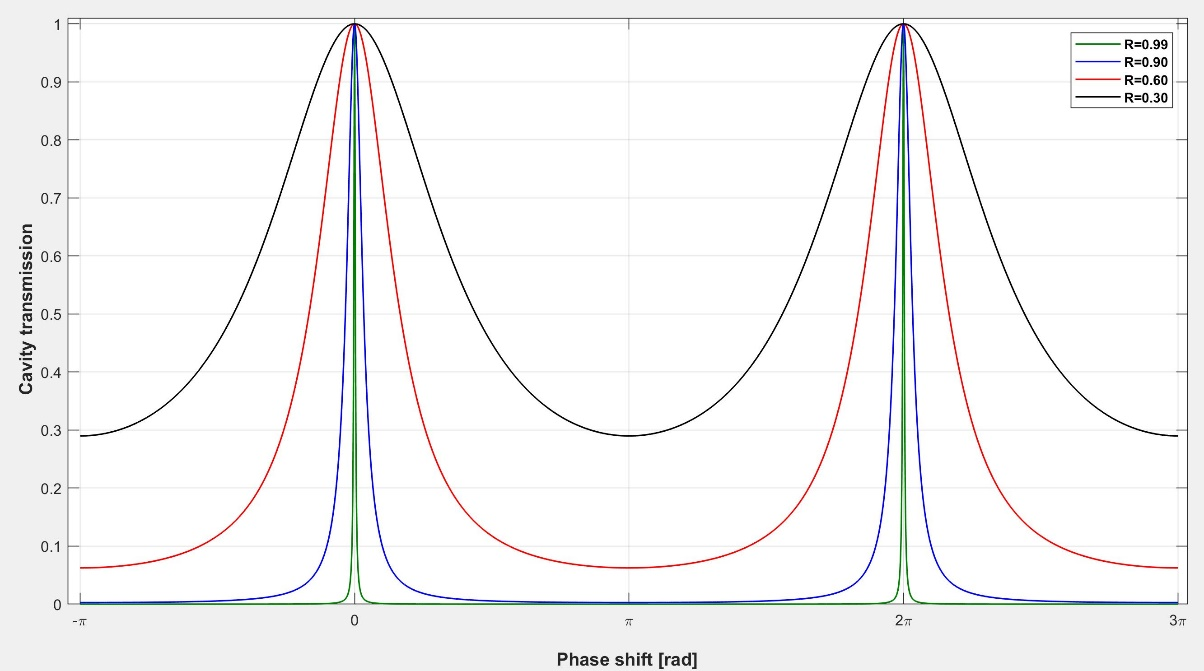 1
0.9
0.8
0.7
0.6
0.5
0.4
0.3
0.2
0.1
0
Cavity transmission
R=0.99
R=0.90
R=0.60
R=0.30
-π 0 π 2π 3π
Phase shift [rad]